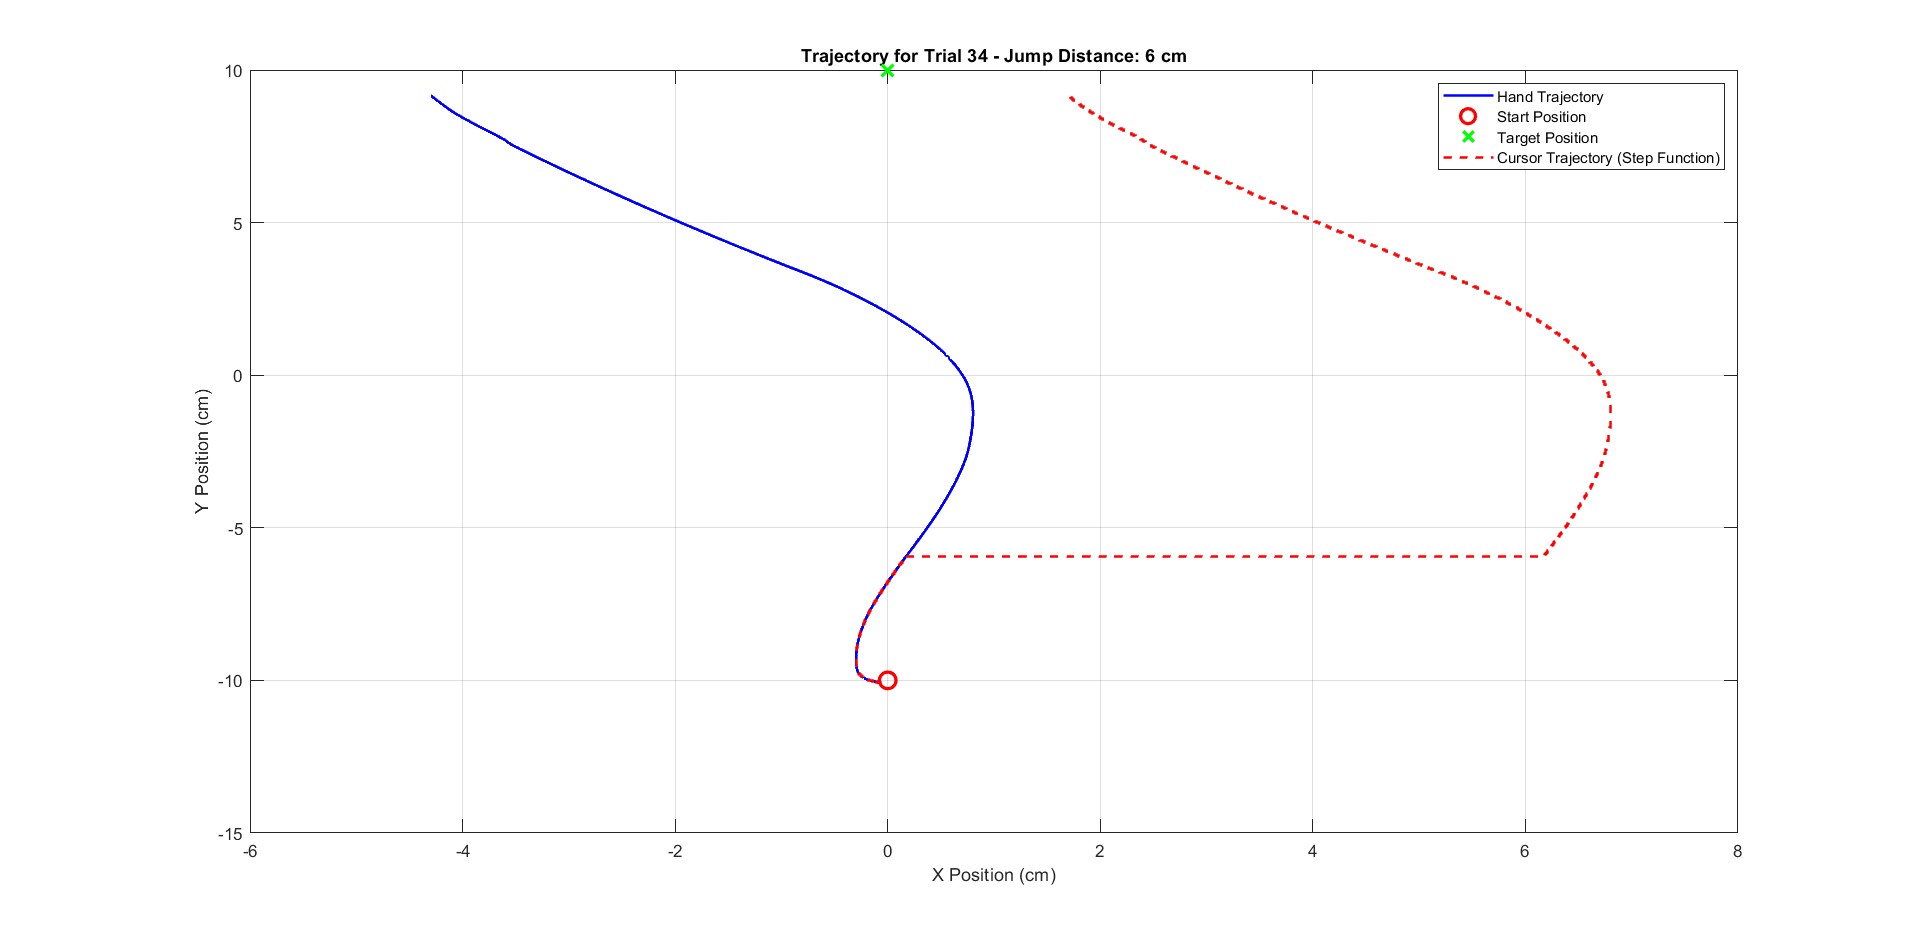 Trajectory for Trial 34 - Jump Distance: 6 cm
Hand Trajectory
Start Position
Target Position
Cursor Trajectory (Step Function)
10
5
0
-5
-10
-15
Y Position (cm)
-6 -4 -2 0 2 4 6 8
X Position (cm)